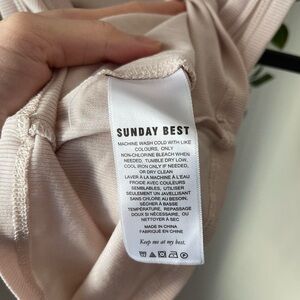 SUNDAY BEST
MACHINE WASH COLD WITH LIKE
COLOURS, ONLY
NON-CHLORINE BLEACH WHEN
NEEDED, TUMBLE DRY LOW,
COOL IRON ONLY IF NEEDED,
OR DRY CLEAN
LAVER À LA MACHINE À L'EAU
FROIDE AVEC COULEURS
SEMBLABLES, UTILISER
SEULEMENT UN JAVELLISANT
SANS CHLORE AU BESOIN,
SÉCHER À BASSE
TEMPÉRATURE, REPASSAGE
DOUX SI NÉCESSAIRE, OU
NETTOYER À SEC
MADE IN CHINA
FABRIQUÉ EN CHINE
Keep me at my best.